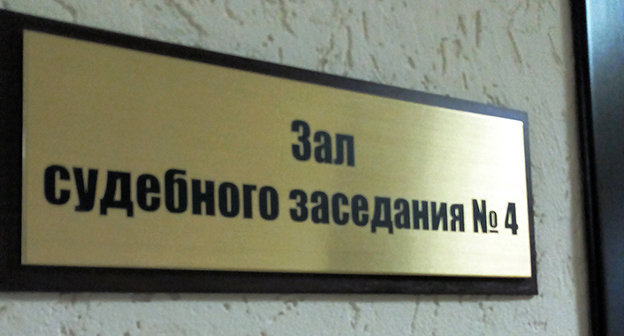 Зал
судебного заседания № 4